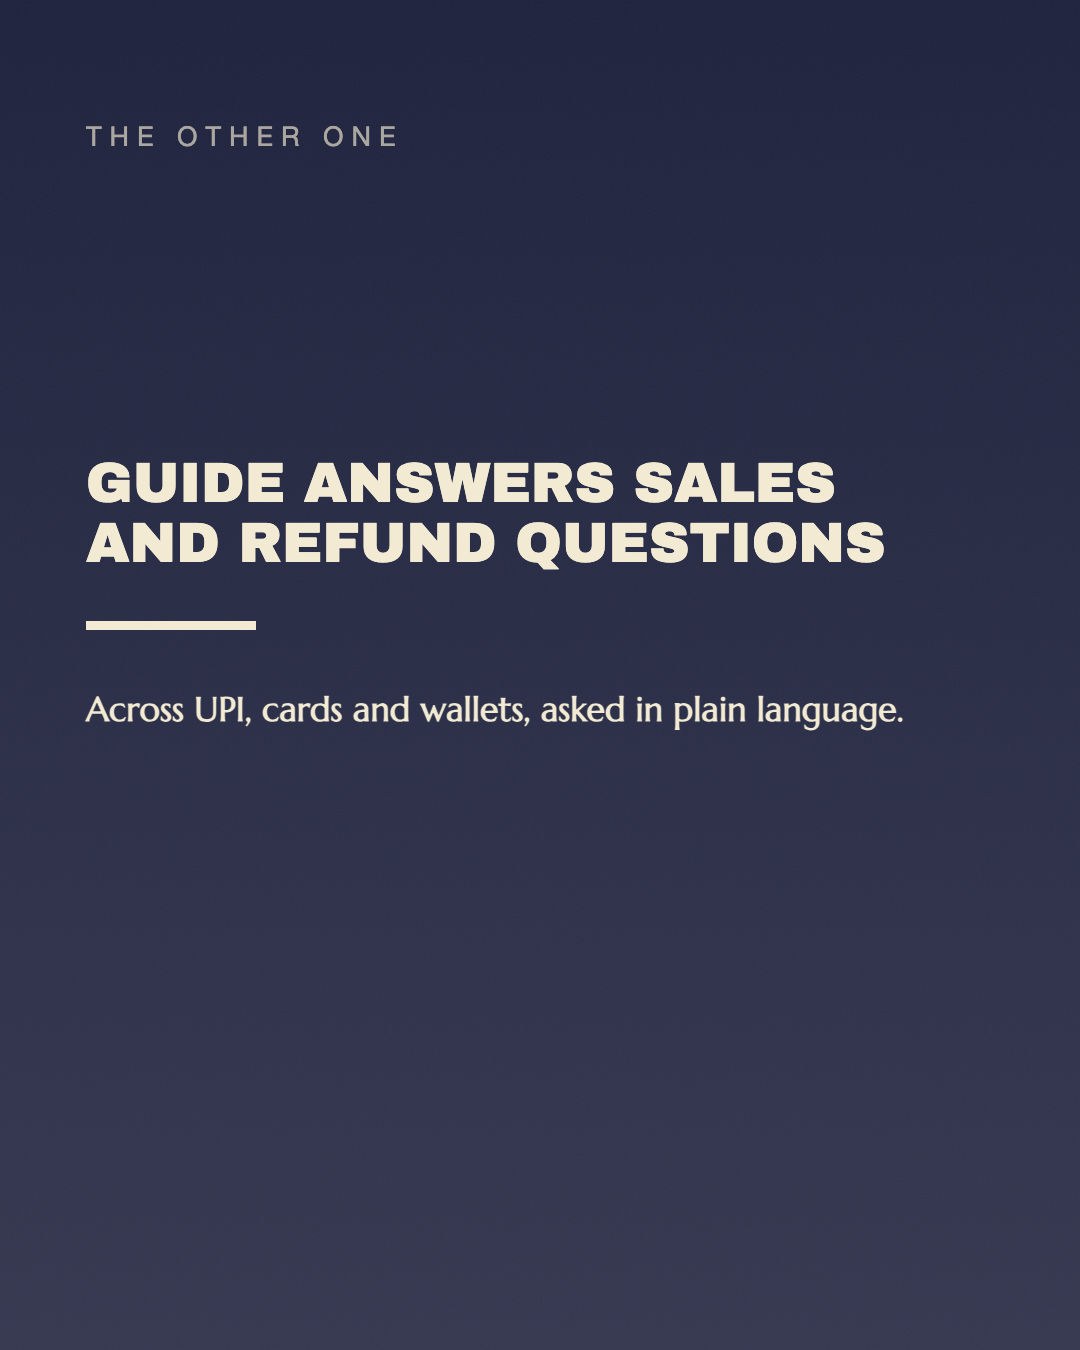 THE OTHER ONE
GUIDE ANSWERS SALES
AND REFUND QUESTIONS
Across UPI, cards and wallets, asked in plain language.